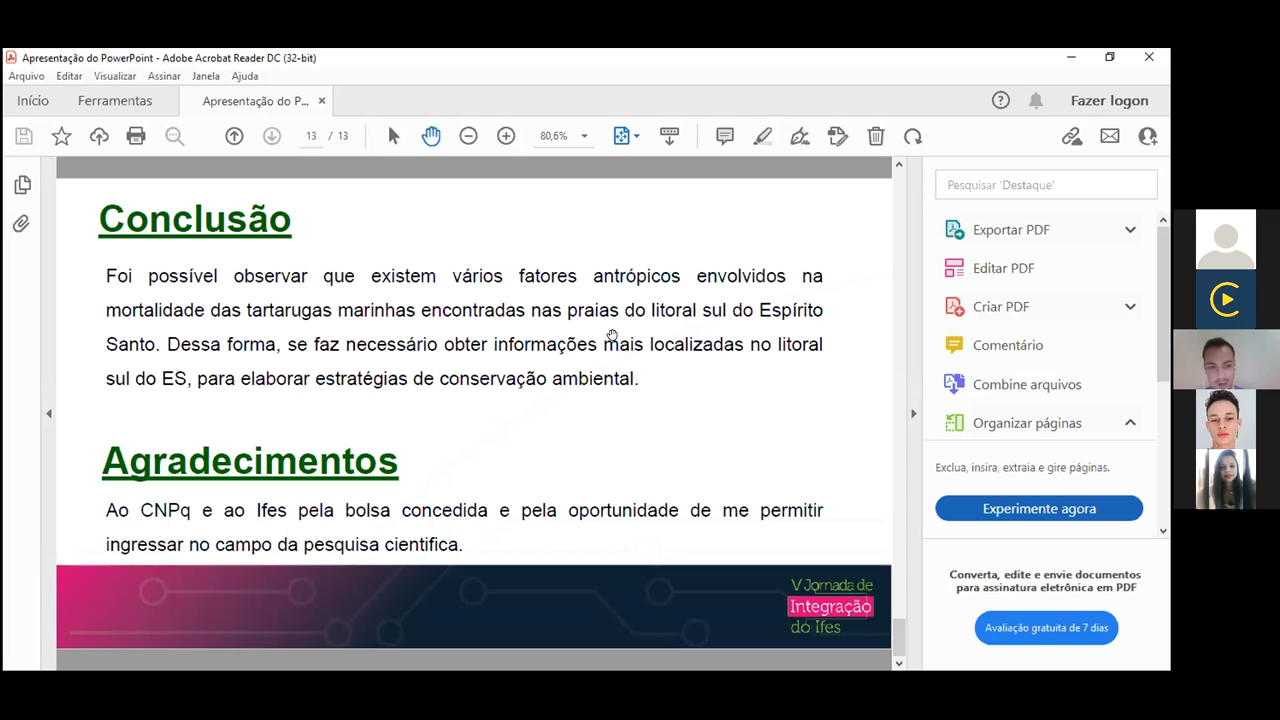 Apresentação do PowerPoint - Adobe Acrobat Reader DC (32-bit)
Arquivo Editar Visualizar Assinar Janela Ajuda
Início Ferramentas Apresentação do P... ×
Fazer logon
13 / 13
80,6%
Pesquisar 'Destaque'
Conclusão
Foi possível observar que existem vários fatores antrópicos envolvidos na
mortalidade das tartarugas marinhas encontradas nas praias do litoral sul do Espírito
Santo. Dessa forma, se faz necessário obter informações mais localizadas no litoral
sul do ES, para elaborar estratégias de conservação ambiental.
Agradecimentos
Ao CNPq e ao Ifes pela bolsa concedida e pela oportunidade de me permitir
ingressar no campo da pesquisa cientifica.
V Jornada de
Integração
do Ifes
Exportar PDF
Editar PDF
Criar PDF
Comentário
Combine arquivos
Organizar páginas
Exclua, insira, extraia e gire páginas.
Experimente agora
Converta, edite e envie documentos
para assinatura eletrônica em PDF
Avaliação gratuita de 7 dias